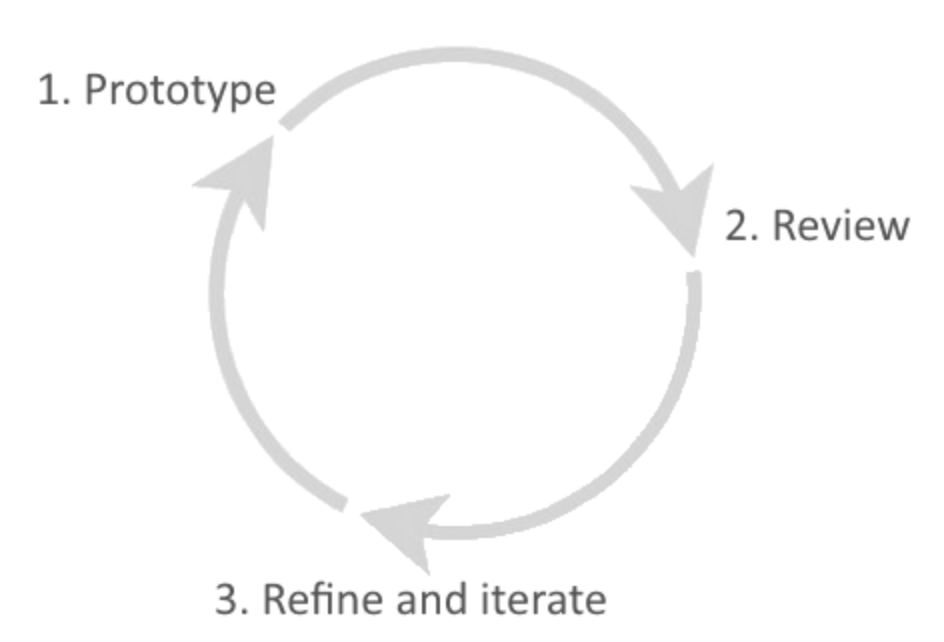 1. Prototype
2. Review
3. Refine and iterate